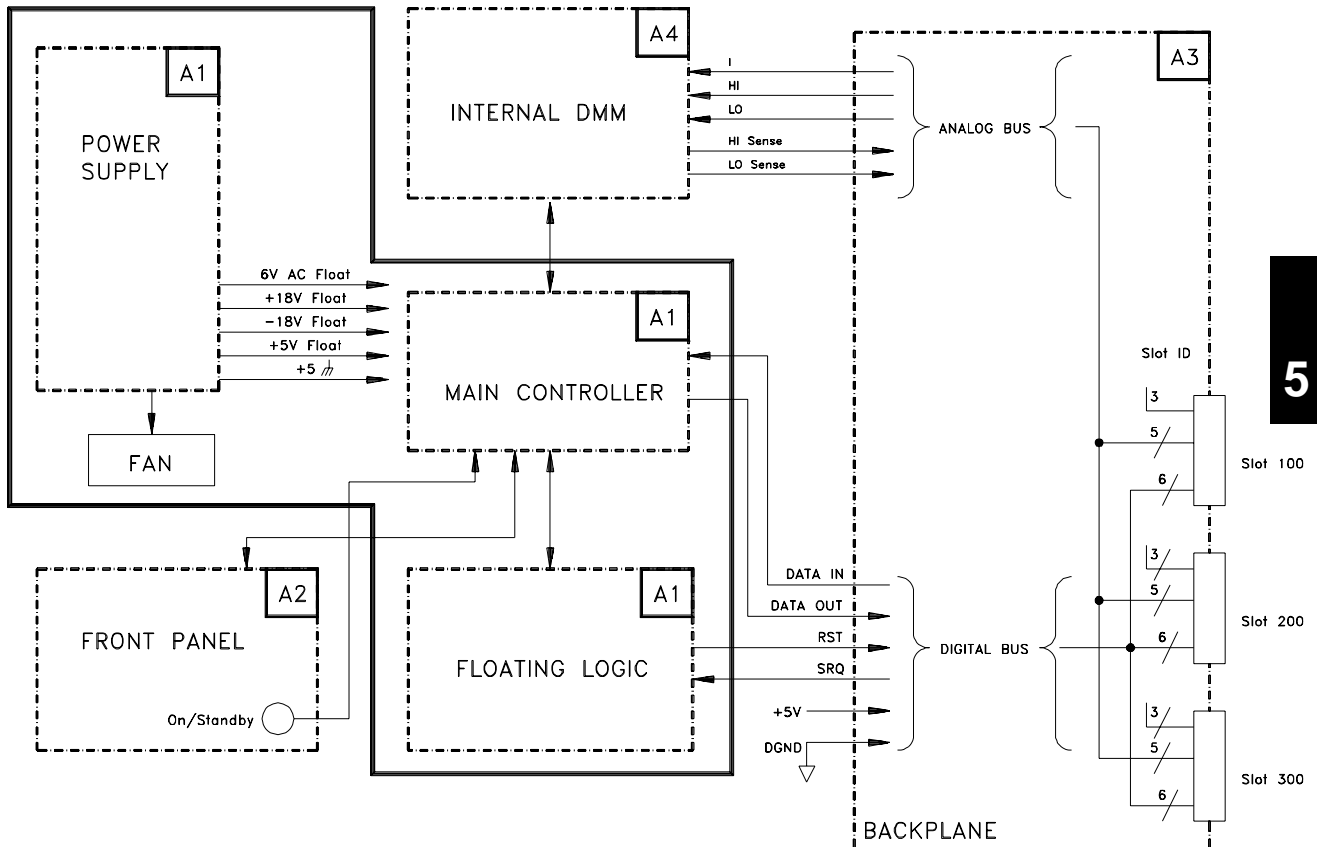 A1
POWER
SUPPLY
6V AC Float
+18V Float
-18V Float
+5V Float
+5
FAN
A4
INTERNAL DMM
I
HI
LO
HI Sense
LO Sense
A3
ANALOG BUS
A1
MAIN CONTROLLER
Slot ID
3
5
6
Slot 100
5
A2
FRONT PANEL
On/Standby
A1
FLOATING LOGIC
DATA IN
DATA OUT
RST
SRQ
+5V
DGND
DIGITAL BUS
3
5
6
Slot 200
3
5
6
Slot 300
BACKPLANE